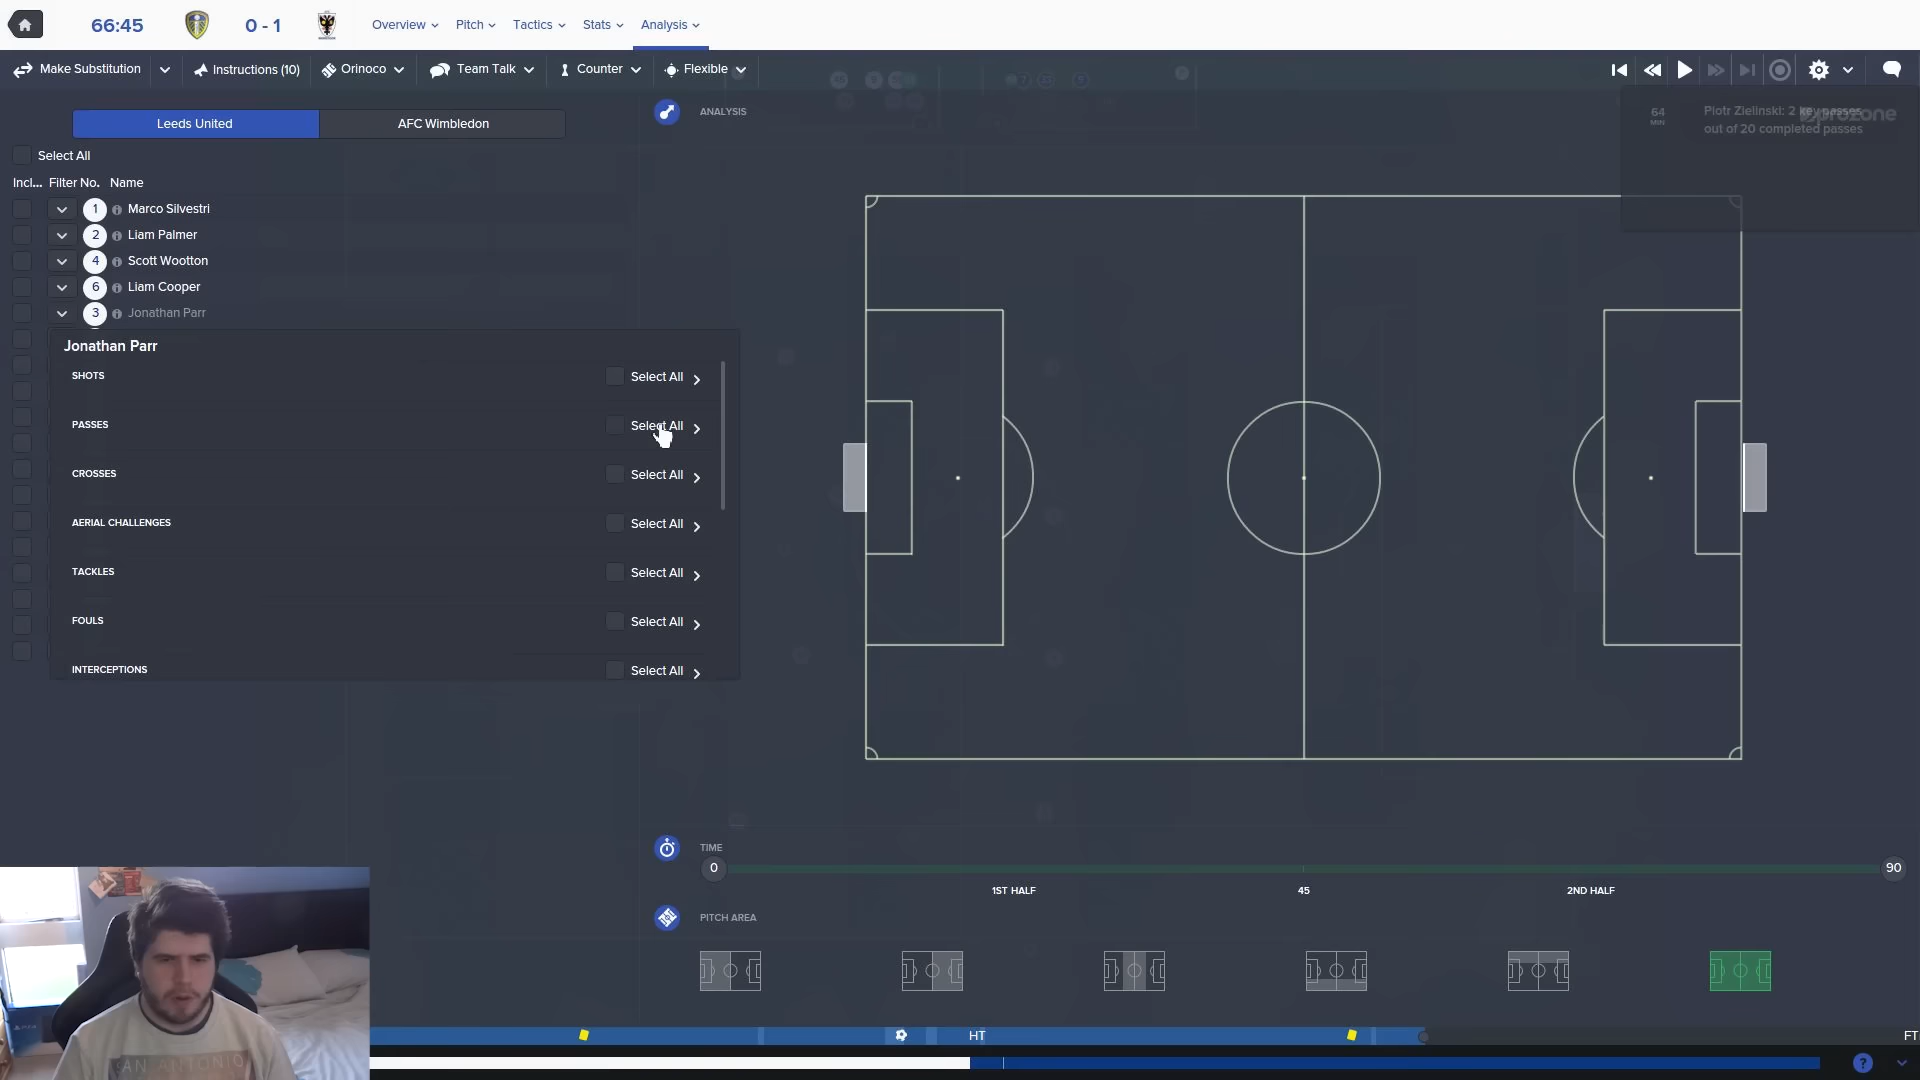 66:45 0 - 1 Overview Pitch Tactics Stats Analysis
Make Substitution Instructions (10) Orinoco Team Talk Counter Flexible
Leeds United AFC Wimbledon
ANALYSIS
64 MIN
Piotr Zielinski: 2 key passes
out of 20 completed passes
prozone
Select All
Incl... Filter No. Name
1 Marco Silvestri
2 Liam Palmer
4 Scott Wootton
6 Liam Cooper
3 Jonathan Parr
Jonathan Parr
SHOTS Select All
PASSES Select All
CROSSES Select All
AERIAL CHALLENGES Select All
TACKLES Select All
FOULS Select All
INTERCEPTIONS Select All
TIME
0 90
1ST HALF 45 2ND HALF
PITCH AREA
HT FT
SAN ANTONIO
?